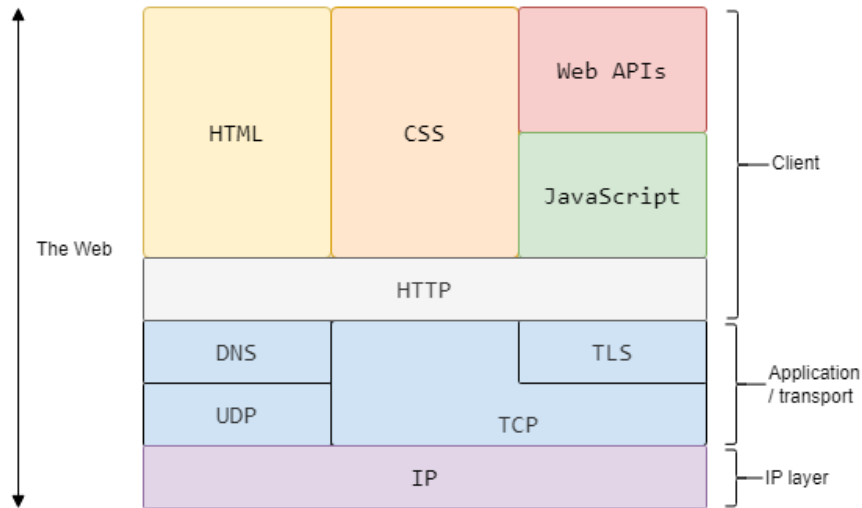 Web APIs
HTML
CSS
JavaScript
Client
The Web
HTTP
DNS
TLS
UDP
TCP
Application
/ transport
IP
IP layer